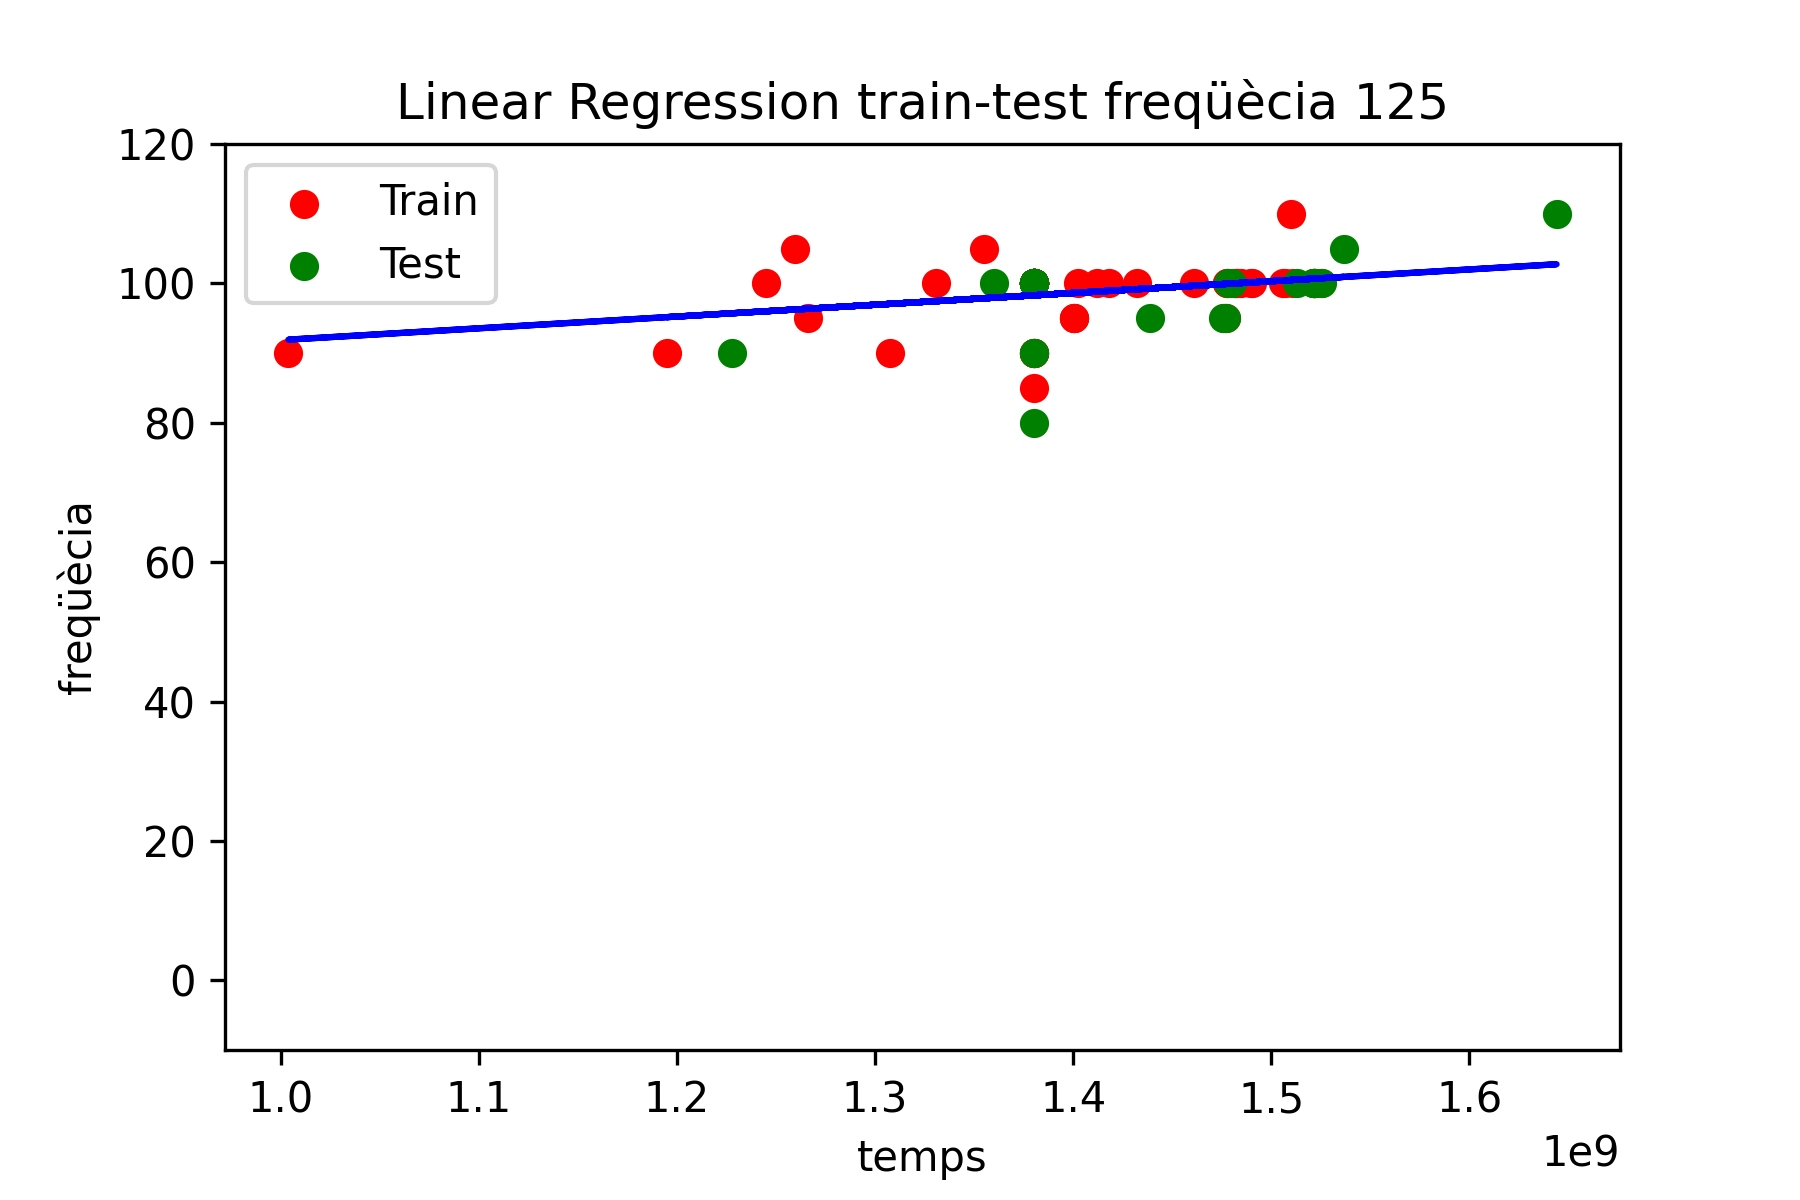 Linear Regression train-test freqüècia 125
Train
Test
120
100
80
60
40
20
0
freqüècia
1.0 1.1 1.2 1.3 1.4 1.5 1.6
1e9
temps